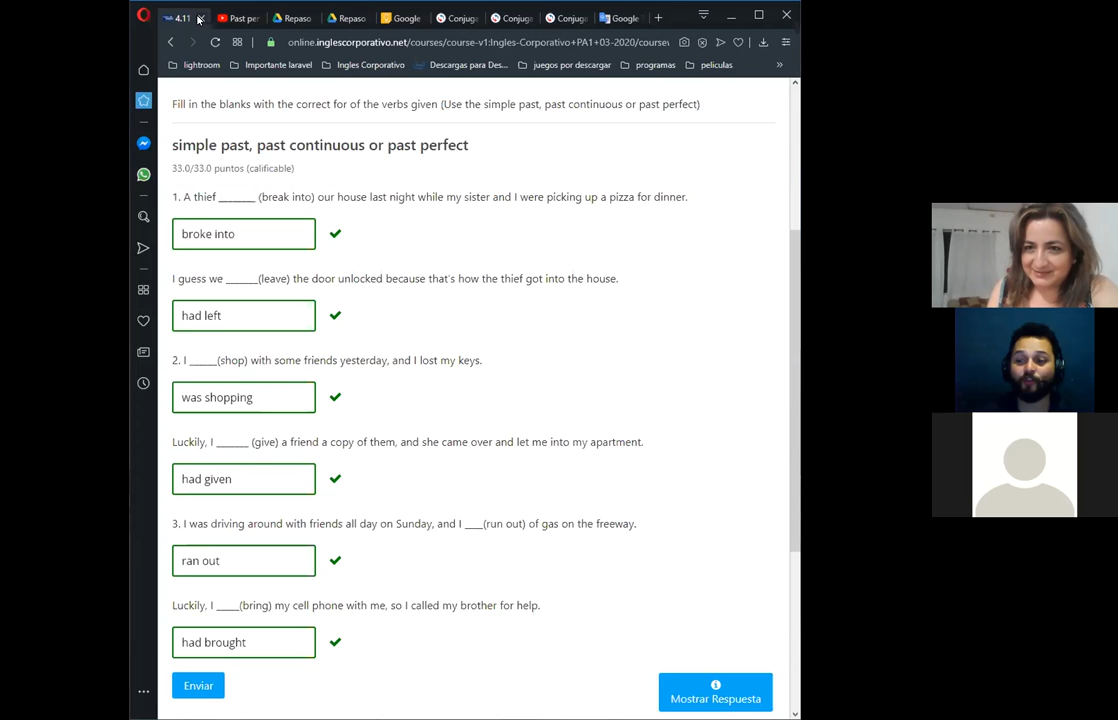 4.11
Past per
Repaso
Repaso
Google
Conjuga
Conjuga
Conjuga
Google
online.inglescorporativo.net/courses/course-v1:Ingles-Corporativo+PA1+03-2020/coursew
lightroom
Importante laravel
Ingles Corporativo
Descargas para Des...
juegos por descargar
programas
peliculas
Fill in the blanks with the correct for of the verbs given (Use the simple past, past continuous or past perfect)
simple past, past continuous or past perfect
33.0/33.0 puntos (calificable)
1. A thief ________ (break into) our house last night while my sister and I were picking up a pizza for dinner.
broke into
I guess we _______(leave) the door unlocked because that's how the thief got into the house.
had left
2. I ______(shop) with some friends yesterday, and I lost my keys.
was shopping
Luckily, I _______ (give) a friend a copy of them, and she came over and let me into my apartment.
had given
3. I was driving around with friends all day on Sunday, and I ____(run out) of gas on the freeway.
ran out
Luckily, I _____(bring) my cell phone with me, so I called my brother for help.
had brought
Enviar
Mostrar Respuesta